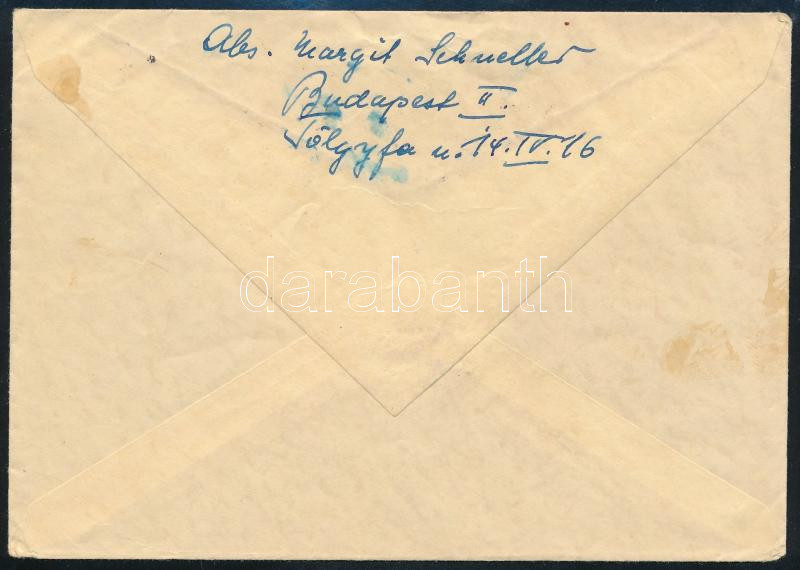 Abs. Margit Schneller
Budapest II.
Tölgyfa u. 14. IV. 16
darabanth